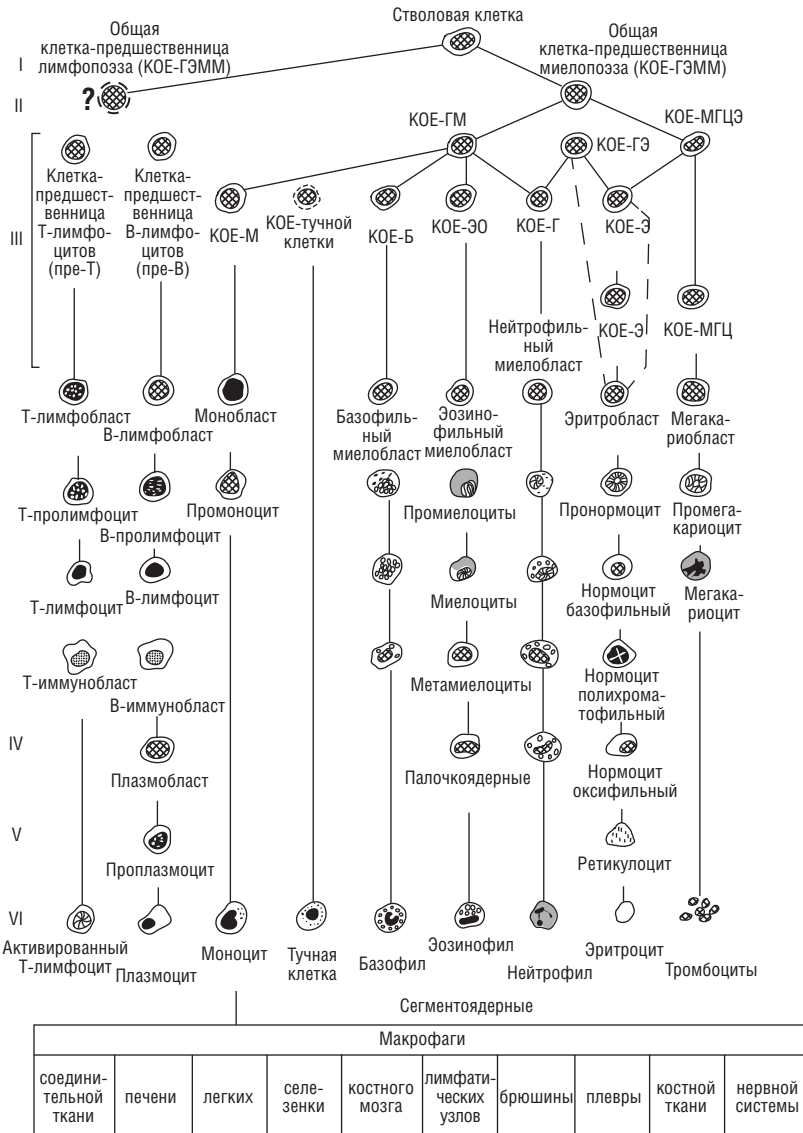 Стволовая клетка
Общая
клетка-предшественница
лимфопоэза (КОЕ-ГЭММ)
Общая
клетка-предшественница
миелопоэза (КОЕ-ГЭММ)
I
II
?
КОЕ-ГМ
КОЕ-ГЭ
КОЕ-МГЦЭ
III
Клетка-
предшест-
венница
Т-лимфо-
цитов
(пре-Т)
Клетка-
предшест-
венница
В-лимфо-
цитов
(пре-В)
КОЕ-М
КОЕ-тучной
клетки
КОЕ-Б
КОЕ-ЭО
КОЕ-Г
КОЕ-Э
КОЕ-Э
КОЕ-МГЦ
Нейтрофиль-
ный
миелобласт
Т-лимфобласт
В-лимфобласт
Монобласт
Базофиль-
ный
миелобласт
Эозино-
фильный
миелобласт
Эритробласт
Мегака-
риобласт
Т-пролимфоцит
В-пролимфоцит
Промоноцит
Промиелоциты
Пронормоцит
Промега-
кариоцит
Т-лимфоцит
В-лимфоцит
Миелоциты
Нормоцит
базофильный
Мегака-
риоцит
Т-иммунобласт
В-иммунобласт
Метамиелоциты
Нормоцит
полихрома-
тофильный
IV
Плазмобласт
Палочкоядерные
Нормоцит
оксифильный
V
Проплазмоцит
Ретикулоцит
VI
Активированный
Т-лимфоцит
Плазмоцит
Моноцит
Тучная
клетка
Базофил
Эозинофил
Нейтрофил
Эритроцит
Тромбоциты
Сегментоядерные
Макрофаги
соедини-
тельной
ткани
печени
легких
селе-
зенки
костного
мозга
лимфати-
ческих
узлов
брюшины
плевры
костной
ткани
нервной
системы